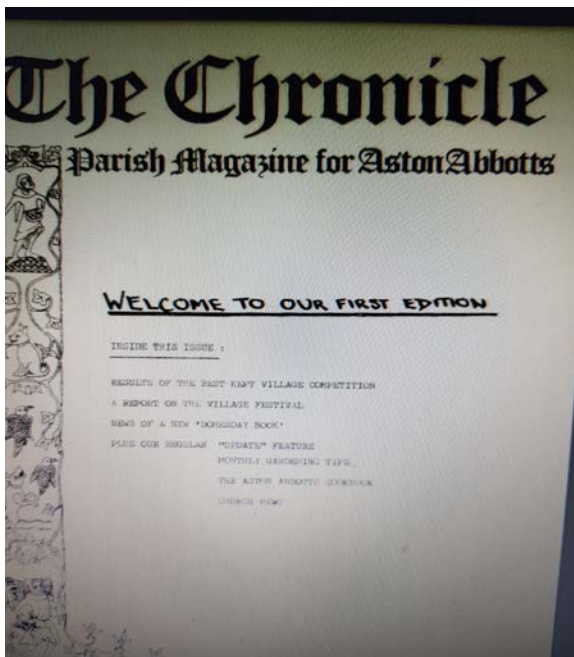 The Chronicle
Parish Magazine for Aston Abbotts
WELCOME TO OUR FIRST EDITION
INSIDE THIS ISSUE :
RESULTS OF THE BEST KEPT VILLAGE COMPETITION
A REPORT ON THE VILLAGE FESTIVAL
NEWS OF A NEW 'DOMESDAY BOOK'
PLUS OUR REGULAR "UPDATE" FEATURE
MONTHLY GARDENING TIPS.
THE ASTON ABBOTTS COOKBOOK
CHURCH NEWS